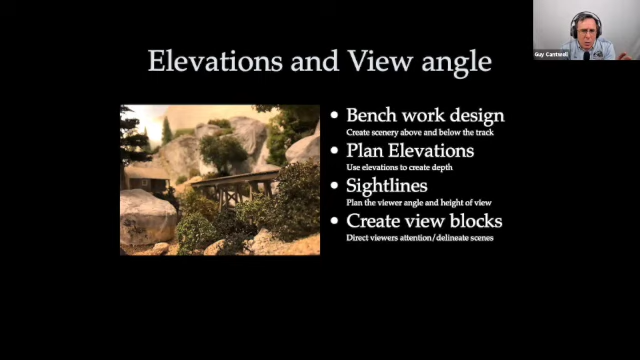 Guy Cantwell
Elevations and View angle
• Bench work design
Create scenery above and below the track
• Plan Elevations
Use elevations to create depth
• Sightlines
Plan the viewer angle and height of view
• Create view blocks
Direct viewers attention/delineate scenes